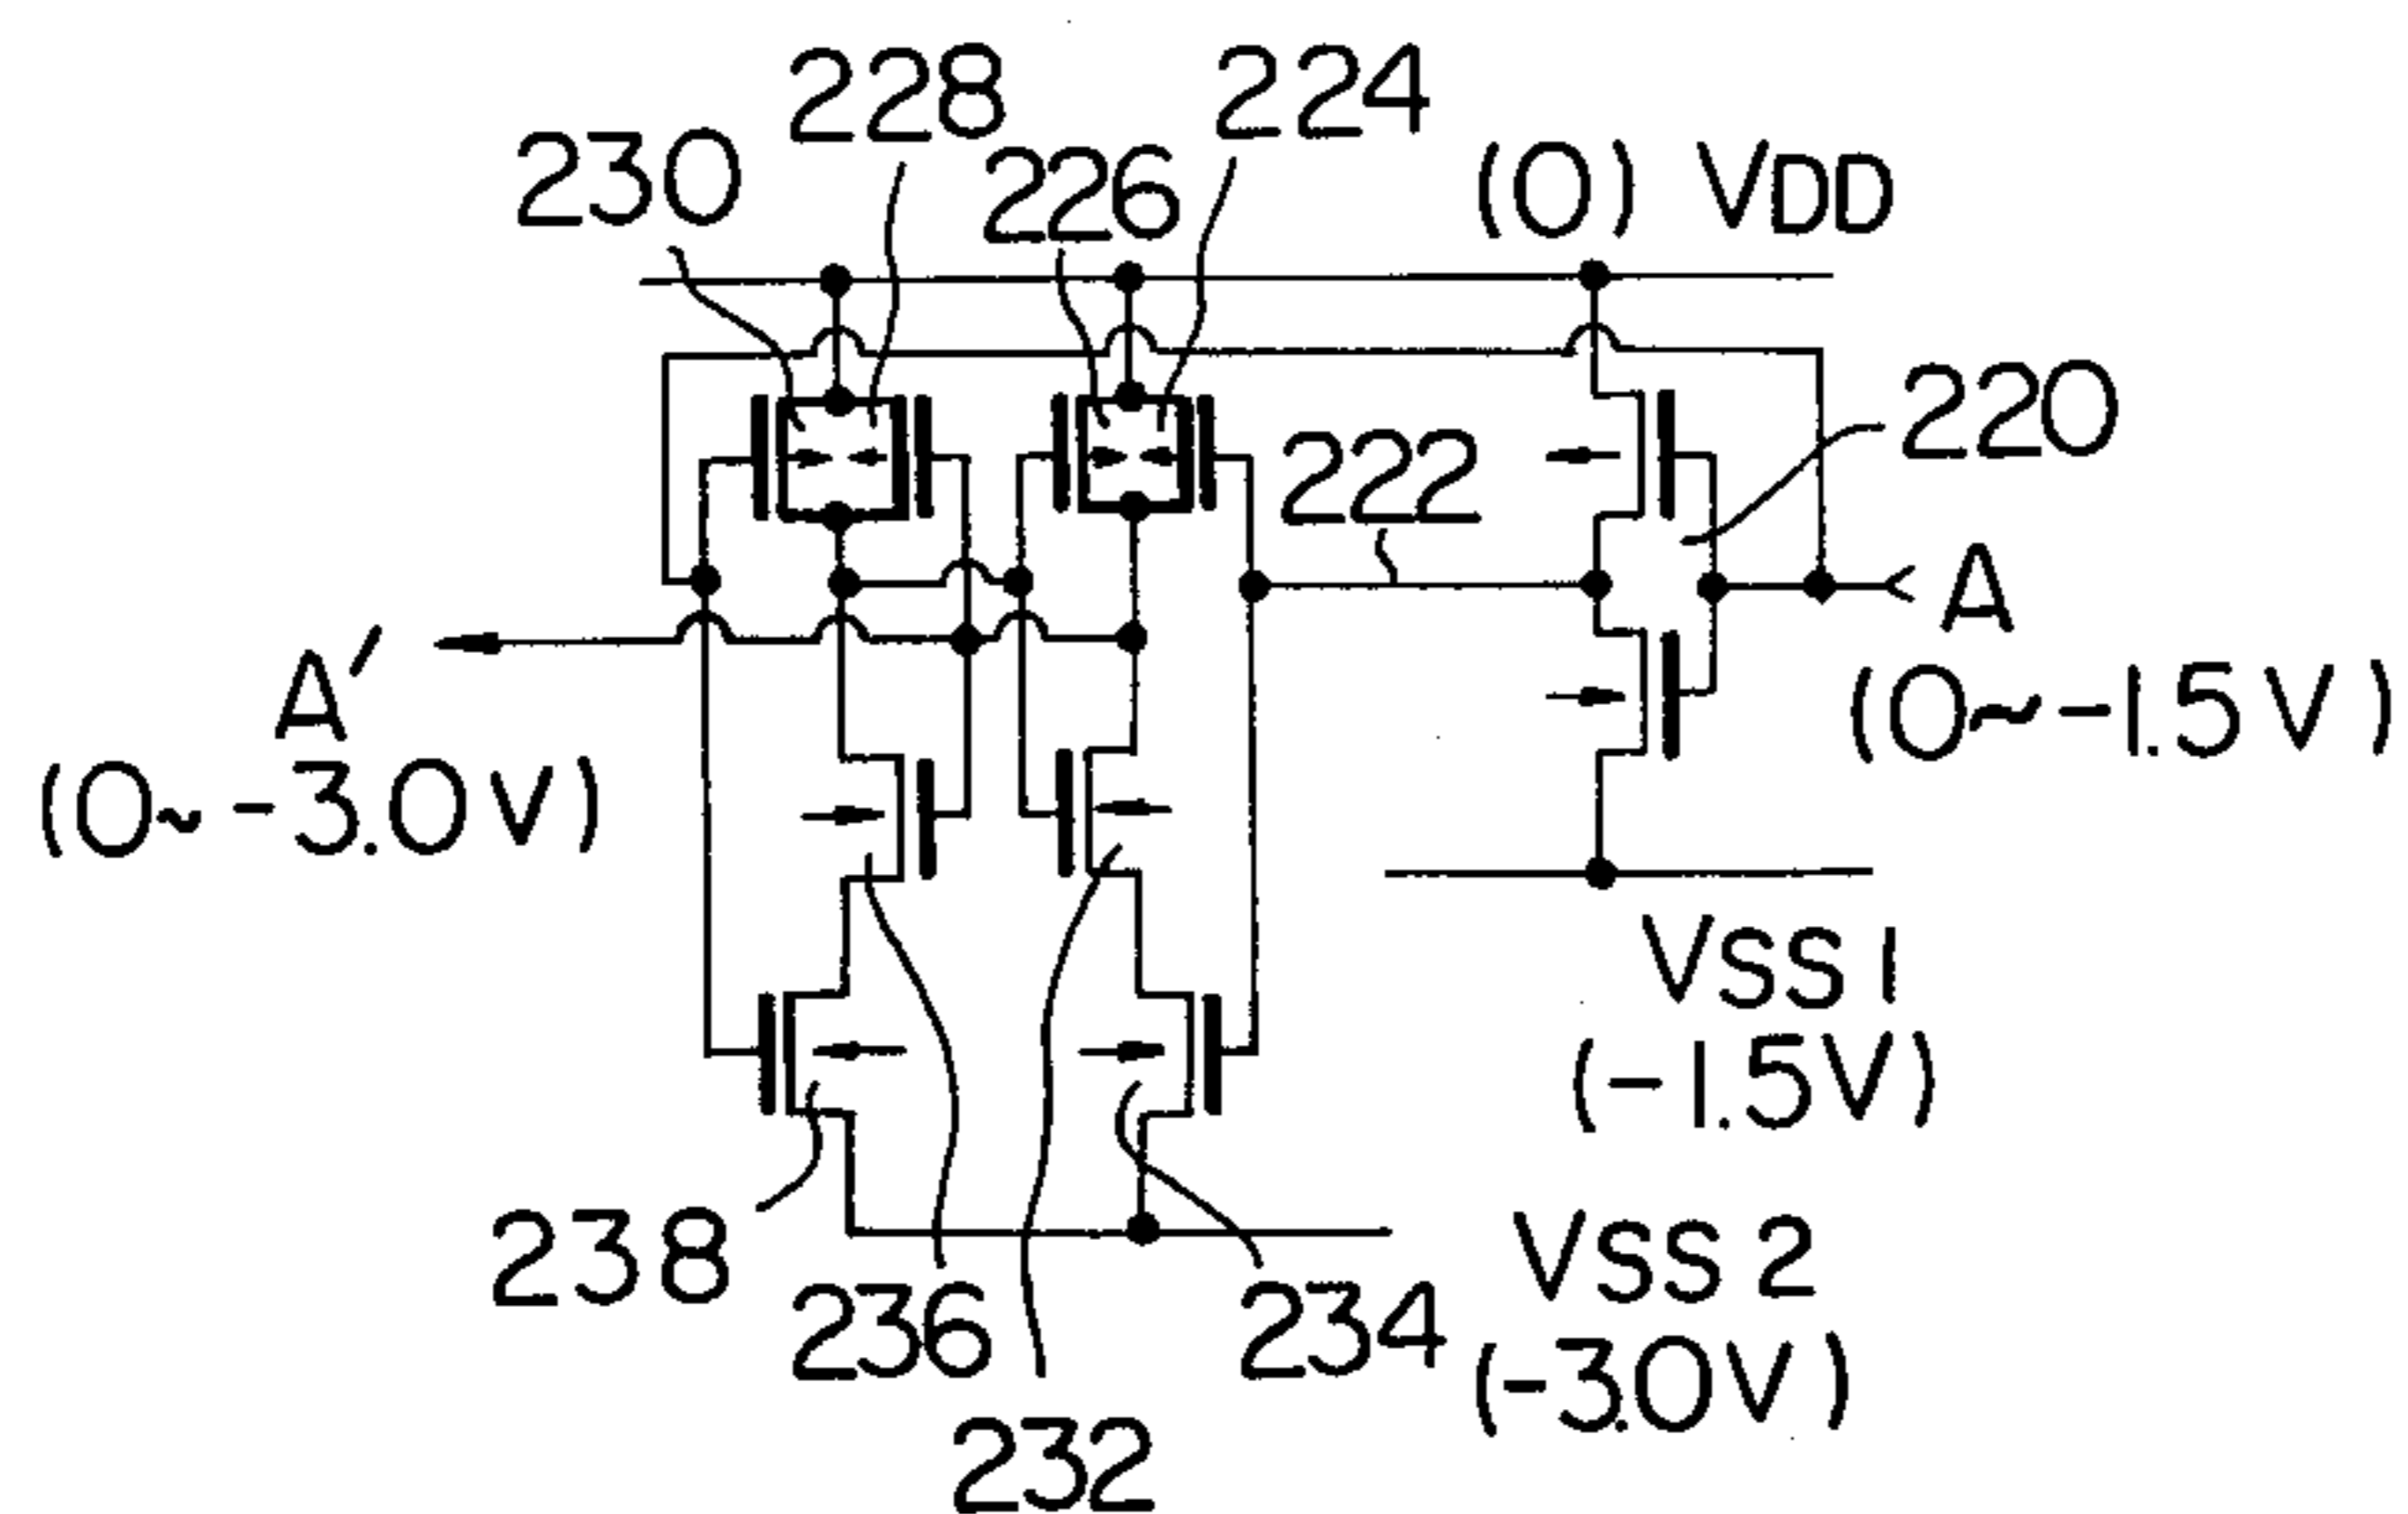 228
224
230
226
(0) VDD
220
222
A
A′
(0~-1.5V)
(0~-3.0V)
VSS1
(-1.5V)
238
VSS2
236
234
(-3.0V)
232